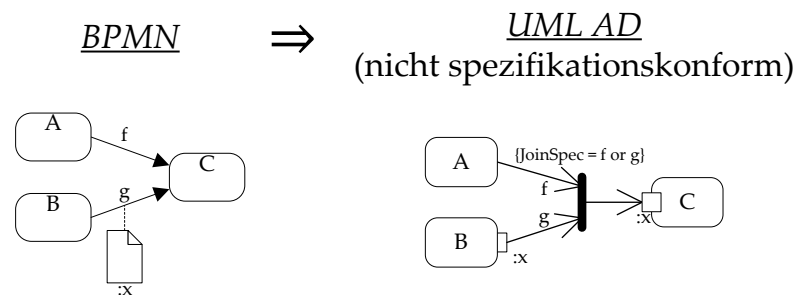 BPMN ⇒ UML AD
(nicht spezifikationskonform)
A
f
C
g
B
:x
{JoinSpec = f or g}
A
f
C
g
:x
B
:x